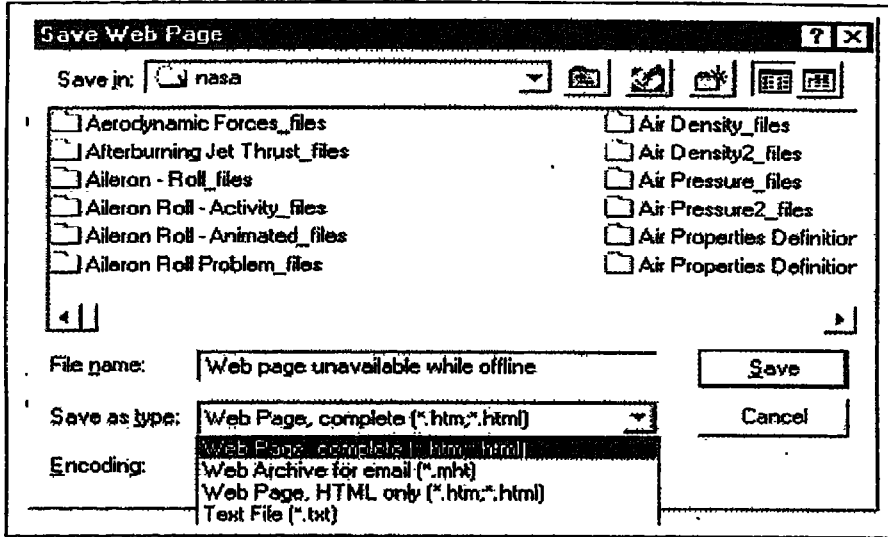 Save Web Page
Save in: nasa
Aerodynamic Forces_files
Afterburning Jet Thrust_files
Aileron - Roll_files
Aileron Roll - Activity_files
Aileron Roll - Animated_files
Aileron Roll Problem_files
Air Density_files
Air Density2_files
Air Pressure_files
Air Pressure2_files
Air Properties Definition
Air Properties Definition
File name: Web page unavailable while offline
Save
Save as type: Web Page, complete (*.htm;*.html)
Cancel
Web Page, complete (*.htm;*.html)
Encoding:
Web Archive for email (*.mht)
Web Page, HTML only (*.htm;*.html)
Text File (*.txt)